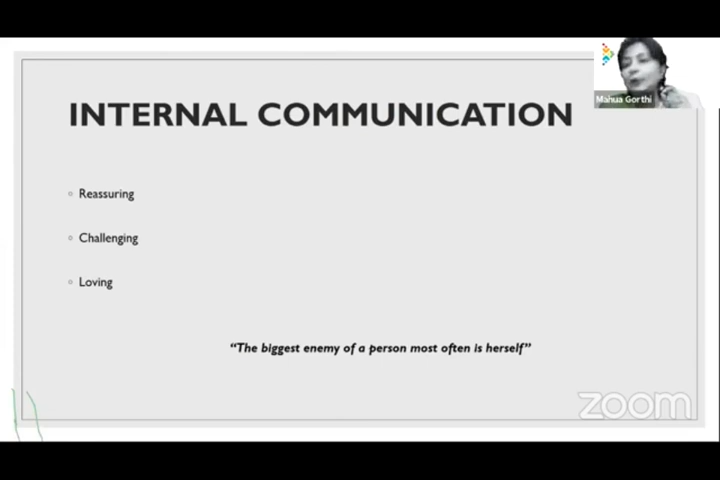 INTERNAL COMMUNICATION
Reassuring
Challenging
Loving
“The biggest enemy of a person most often is herself”
Mahua Gorthi
zoom